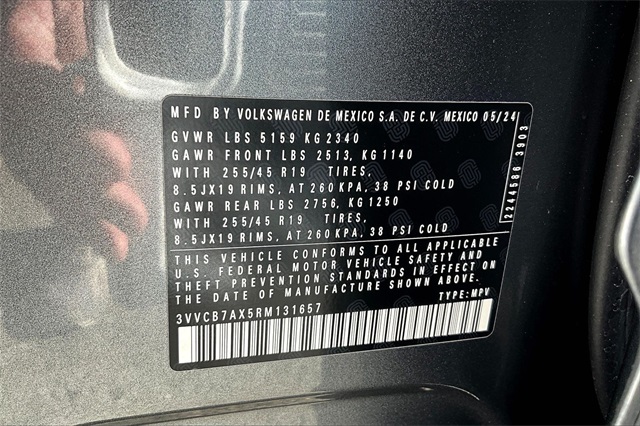 MFD BY VOLKSWAGEN DE MEXICO S.A. DE C.V. MEXICO 05/24
GVWR LBS 5159 KG 2340
GAWR FRONT LBS 2513, KG 1140
WITH 255/45 R19 TIRES,
8.5JX19 RIMS, AT 260 KPA, 38 PSI COLD
GAWR REAR LBS 2756, KG 1250
WITH 255/45 R19 TIRES,
8.5JX19 RIMS, AT 260 KPA, 38 PSI COLD
2244586 3903
THIS VEHICLE CONFORMS TO ALL APPLICABLE
U.S. FEDERAL MOTOR VEHICLE SAFETY AND
THEFT PREVENTION STANDARDS IN EFFECT ON
THE DATE OF MANUFACTURE SHOWN ABOVE.
3VVCB7AX5RM131657 TYPE: MPV